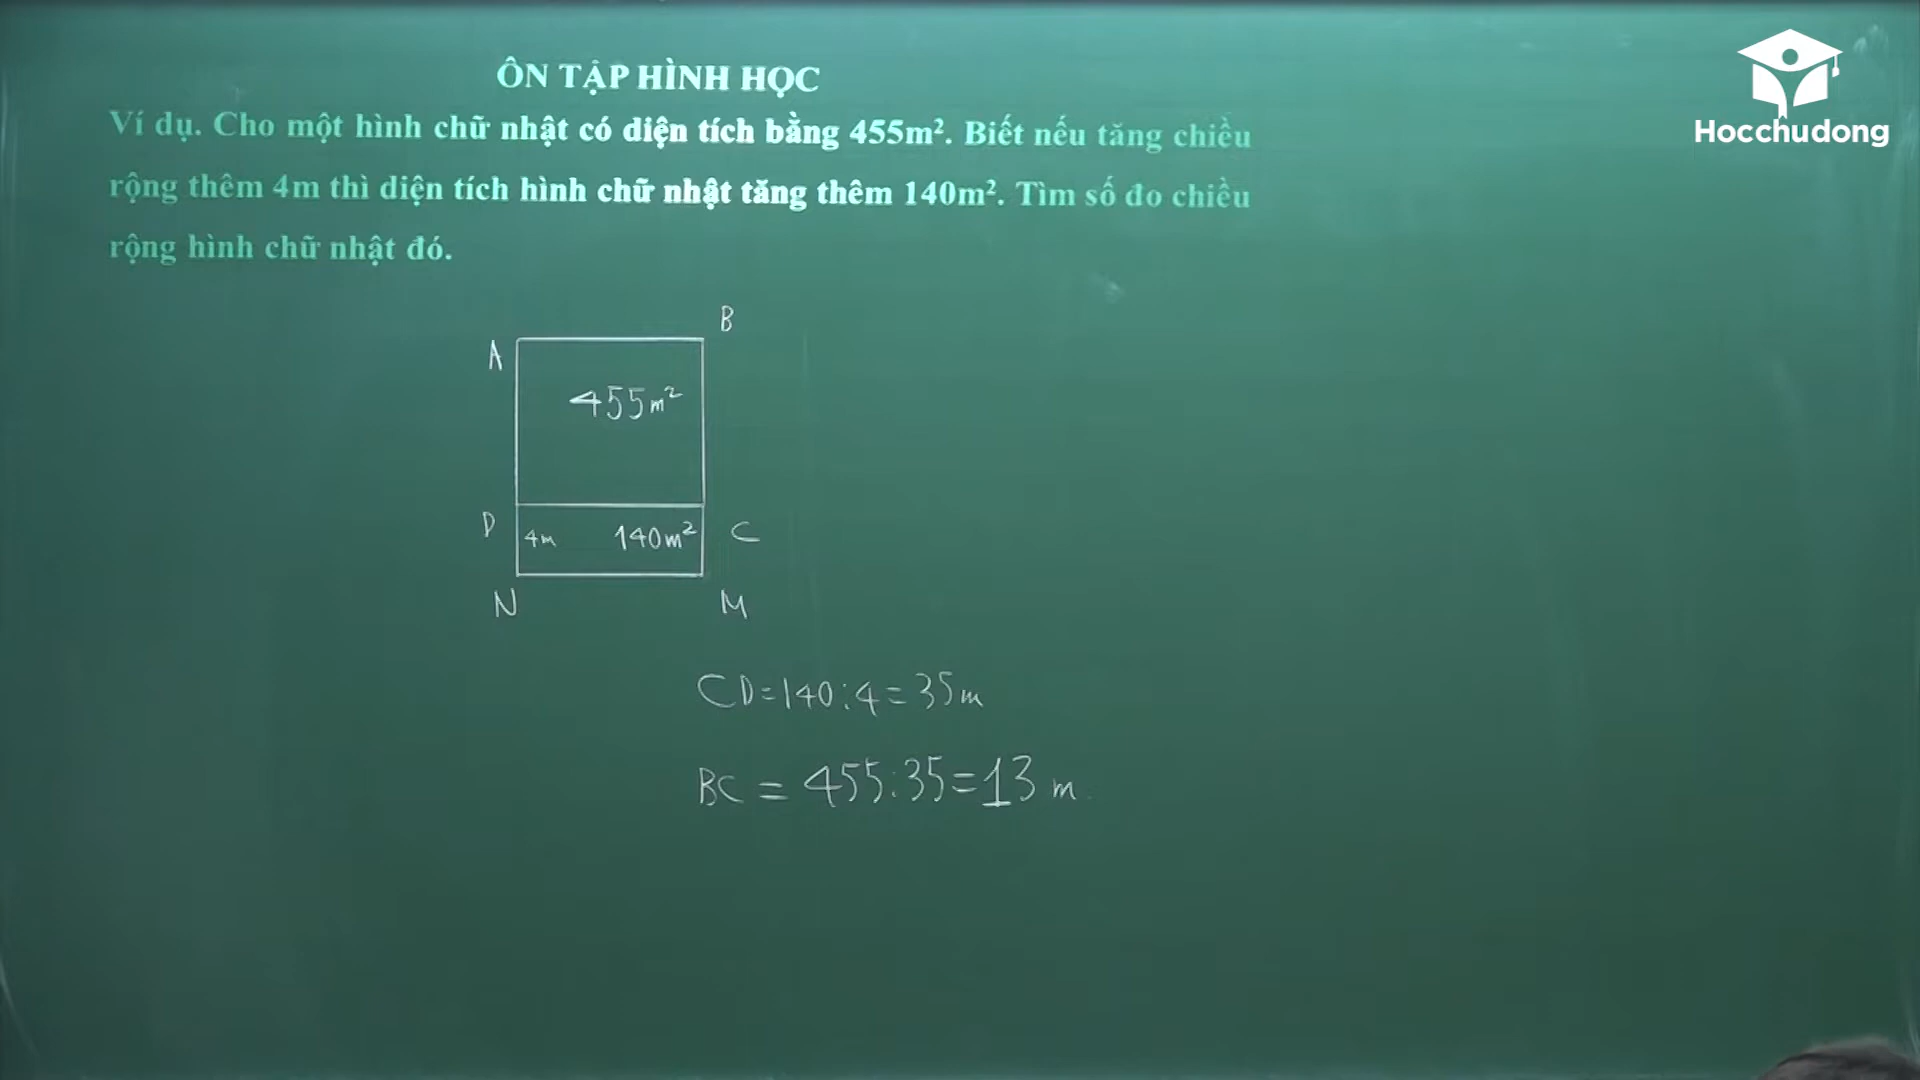 ÔN TẬP HÌNH HỌC
Hocchudong
Ví dụ. Cho một hình chữ nhật có diện tích bằng 455m². Biết nếu tăng chiều
rộng thêm 4m thì diện tích hình chữ nhật tăng thêm 140m². Tìm số đo chiều
rộng hình chữ nhật đó.
B
A
455m²
D
4m
140m²
C
N
M
CD=140:4=35m
BC = 455:35=13 m.